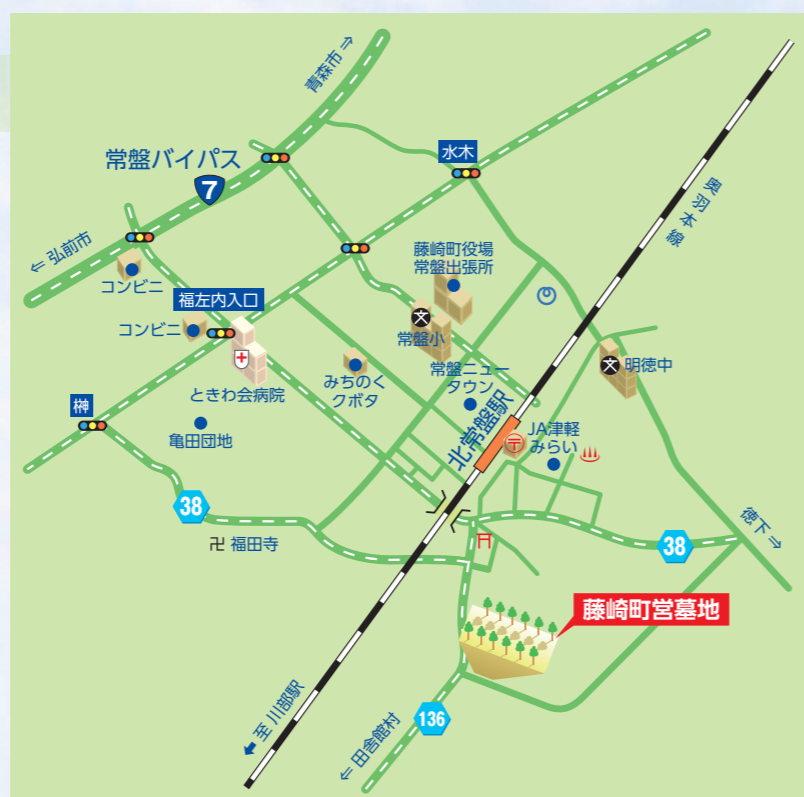 青森市 ⇒
水木
常盤バイパス
7
奥羽本線
⇐ 弘前市
藤崎町役場
常盤出張所
コンビニ
福左内入口
コンビニ
文
常盤小
常盤ニュー
タウン
文
明徳中
みちのく
クボタ
ときわ会病院
榊
亀田団地
北常盤駅
〒
JA津軽
みらい
38
卍 福田寺
38
徳下 ⇒
藤崎町営墓地
⬅ 至 川部駅
136
⇐ 田舎館村